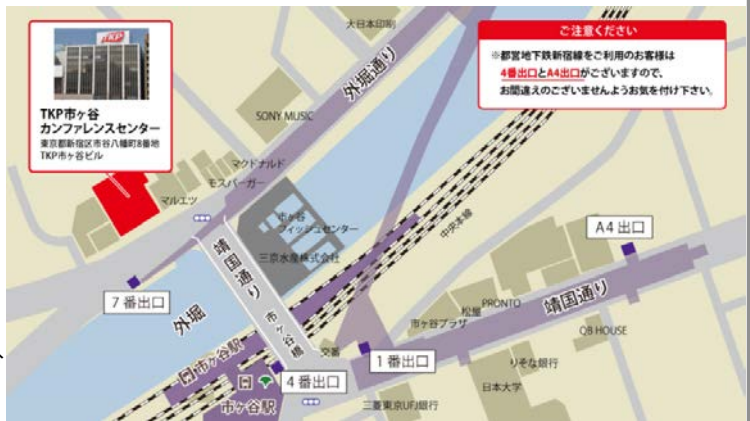 TKP
TKP市ヶ谷
カンファレンスセンター
東京都新宿区市谷八幡町8番地
TKP市ヶ谷ビル
ご注意ください
※都営地下鉄新宿線をご利用のお客様は
4番出口とA4出口がございますので、
お間違えのございませんようお気を付け下さい。
大日本印刷
外堀通り
SONY MUSIC
マクドナルド
モスバーガー
マルエツ
市ヶ谷
フィッシュセンター
三京水産株式会社
中央本線
A4出口
靖国通り
7番出口
外堀
市ヶ谷橋
PRONTO
松屋
市ヶ谷プラザ
靖国通り
QB HOUSE
交番
1番出口
りそな銀行
市ヶ谷駅
4番出口
日本大学
市ヶ谷駅
三菱東京UFJ銀行